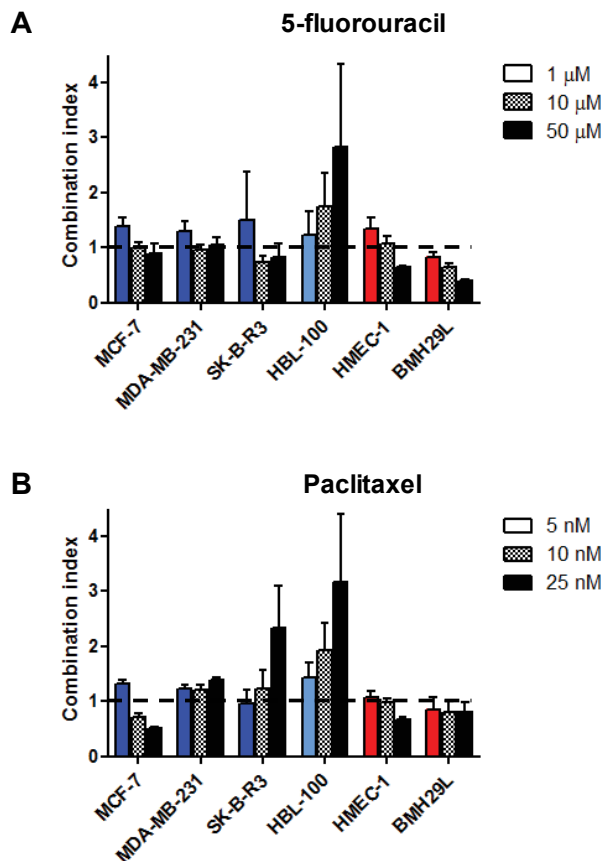 A
5-fluorouracil
Combination index
4
3
2
1
0
1 μM
10 μM
50 μM
MCF-7
MDA-MB-231
SK-B-R3
HBL-100
HMEC-1
BMH29L
B
Paclitaxel
Combination index
4
3
2
1
0
5 nM
10 nM
25 nM
MCF-7
MDA-MB-231
SK-B-R3
HBL-100
HMEC-1
BMH29L